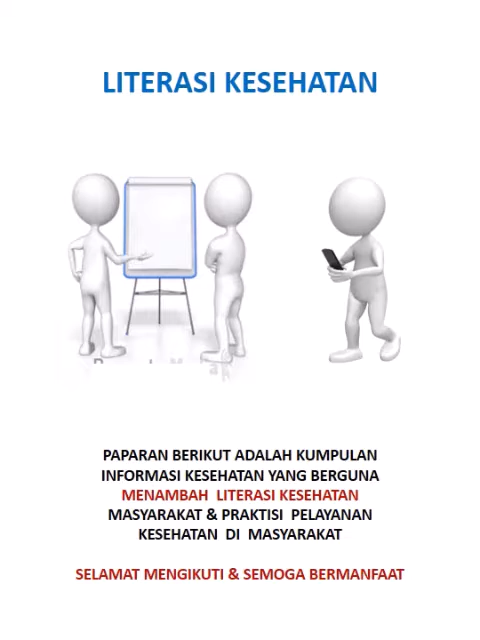 LITERASI KESEHATAN
PAPARAN BERIKUT ADALAH KUMPULAN
INFORMASI KESEHATAN YANG BERGUNA
MENAMBAH LITERASI KESEHATAN
MASYARAKAT & PRAKTISI PELAYANAN
KESEHATAN DI MASYARAKAT
SELAMAT MENGIKUTI & SEMOGA BERMANFAAT